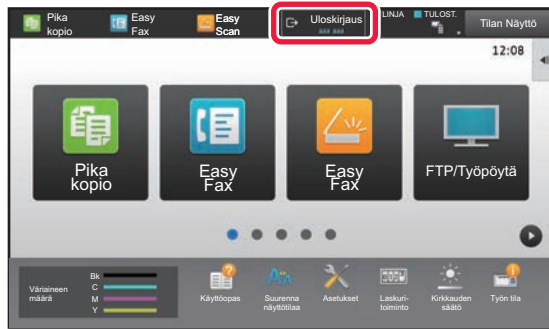 Pika
kopio
Easy
Fax
Easy
Scan
Uloskirjaus
LINJA
TULOST.
Tilan Näyttö
12:08
Pika
kopio
Easy
Fax
Easy
Fax
FTP/Työpöytä
Väriaineen
määrä
Bk
C
M
Y
Käyttöopas
Suurenna
näyttötilaa
Asetukset
Laskuri-
toiminto
Kirkkauden
säätö
Työn tila